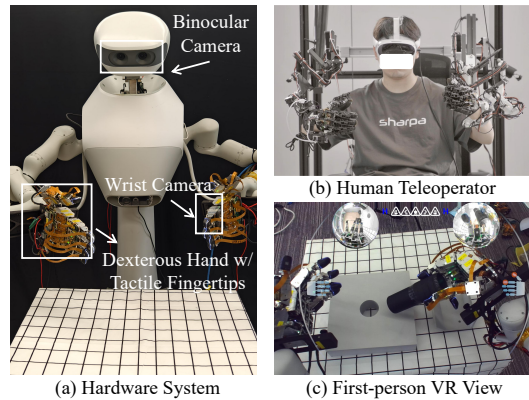 Binocular
Camera
Wrist Camera
Dexterous Hand w/
Tactile Fingertips
(a) Hardware System
sharpa
(b) Human Teleoperator
(c) First-person VR View